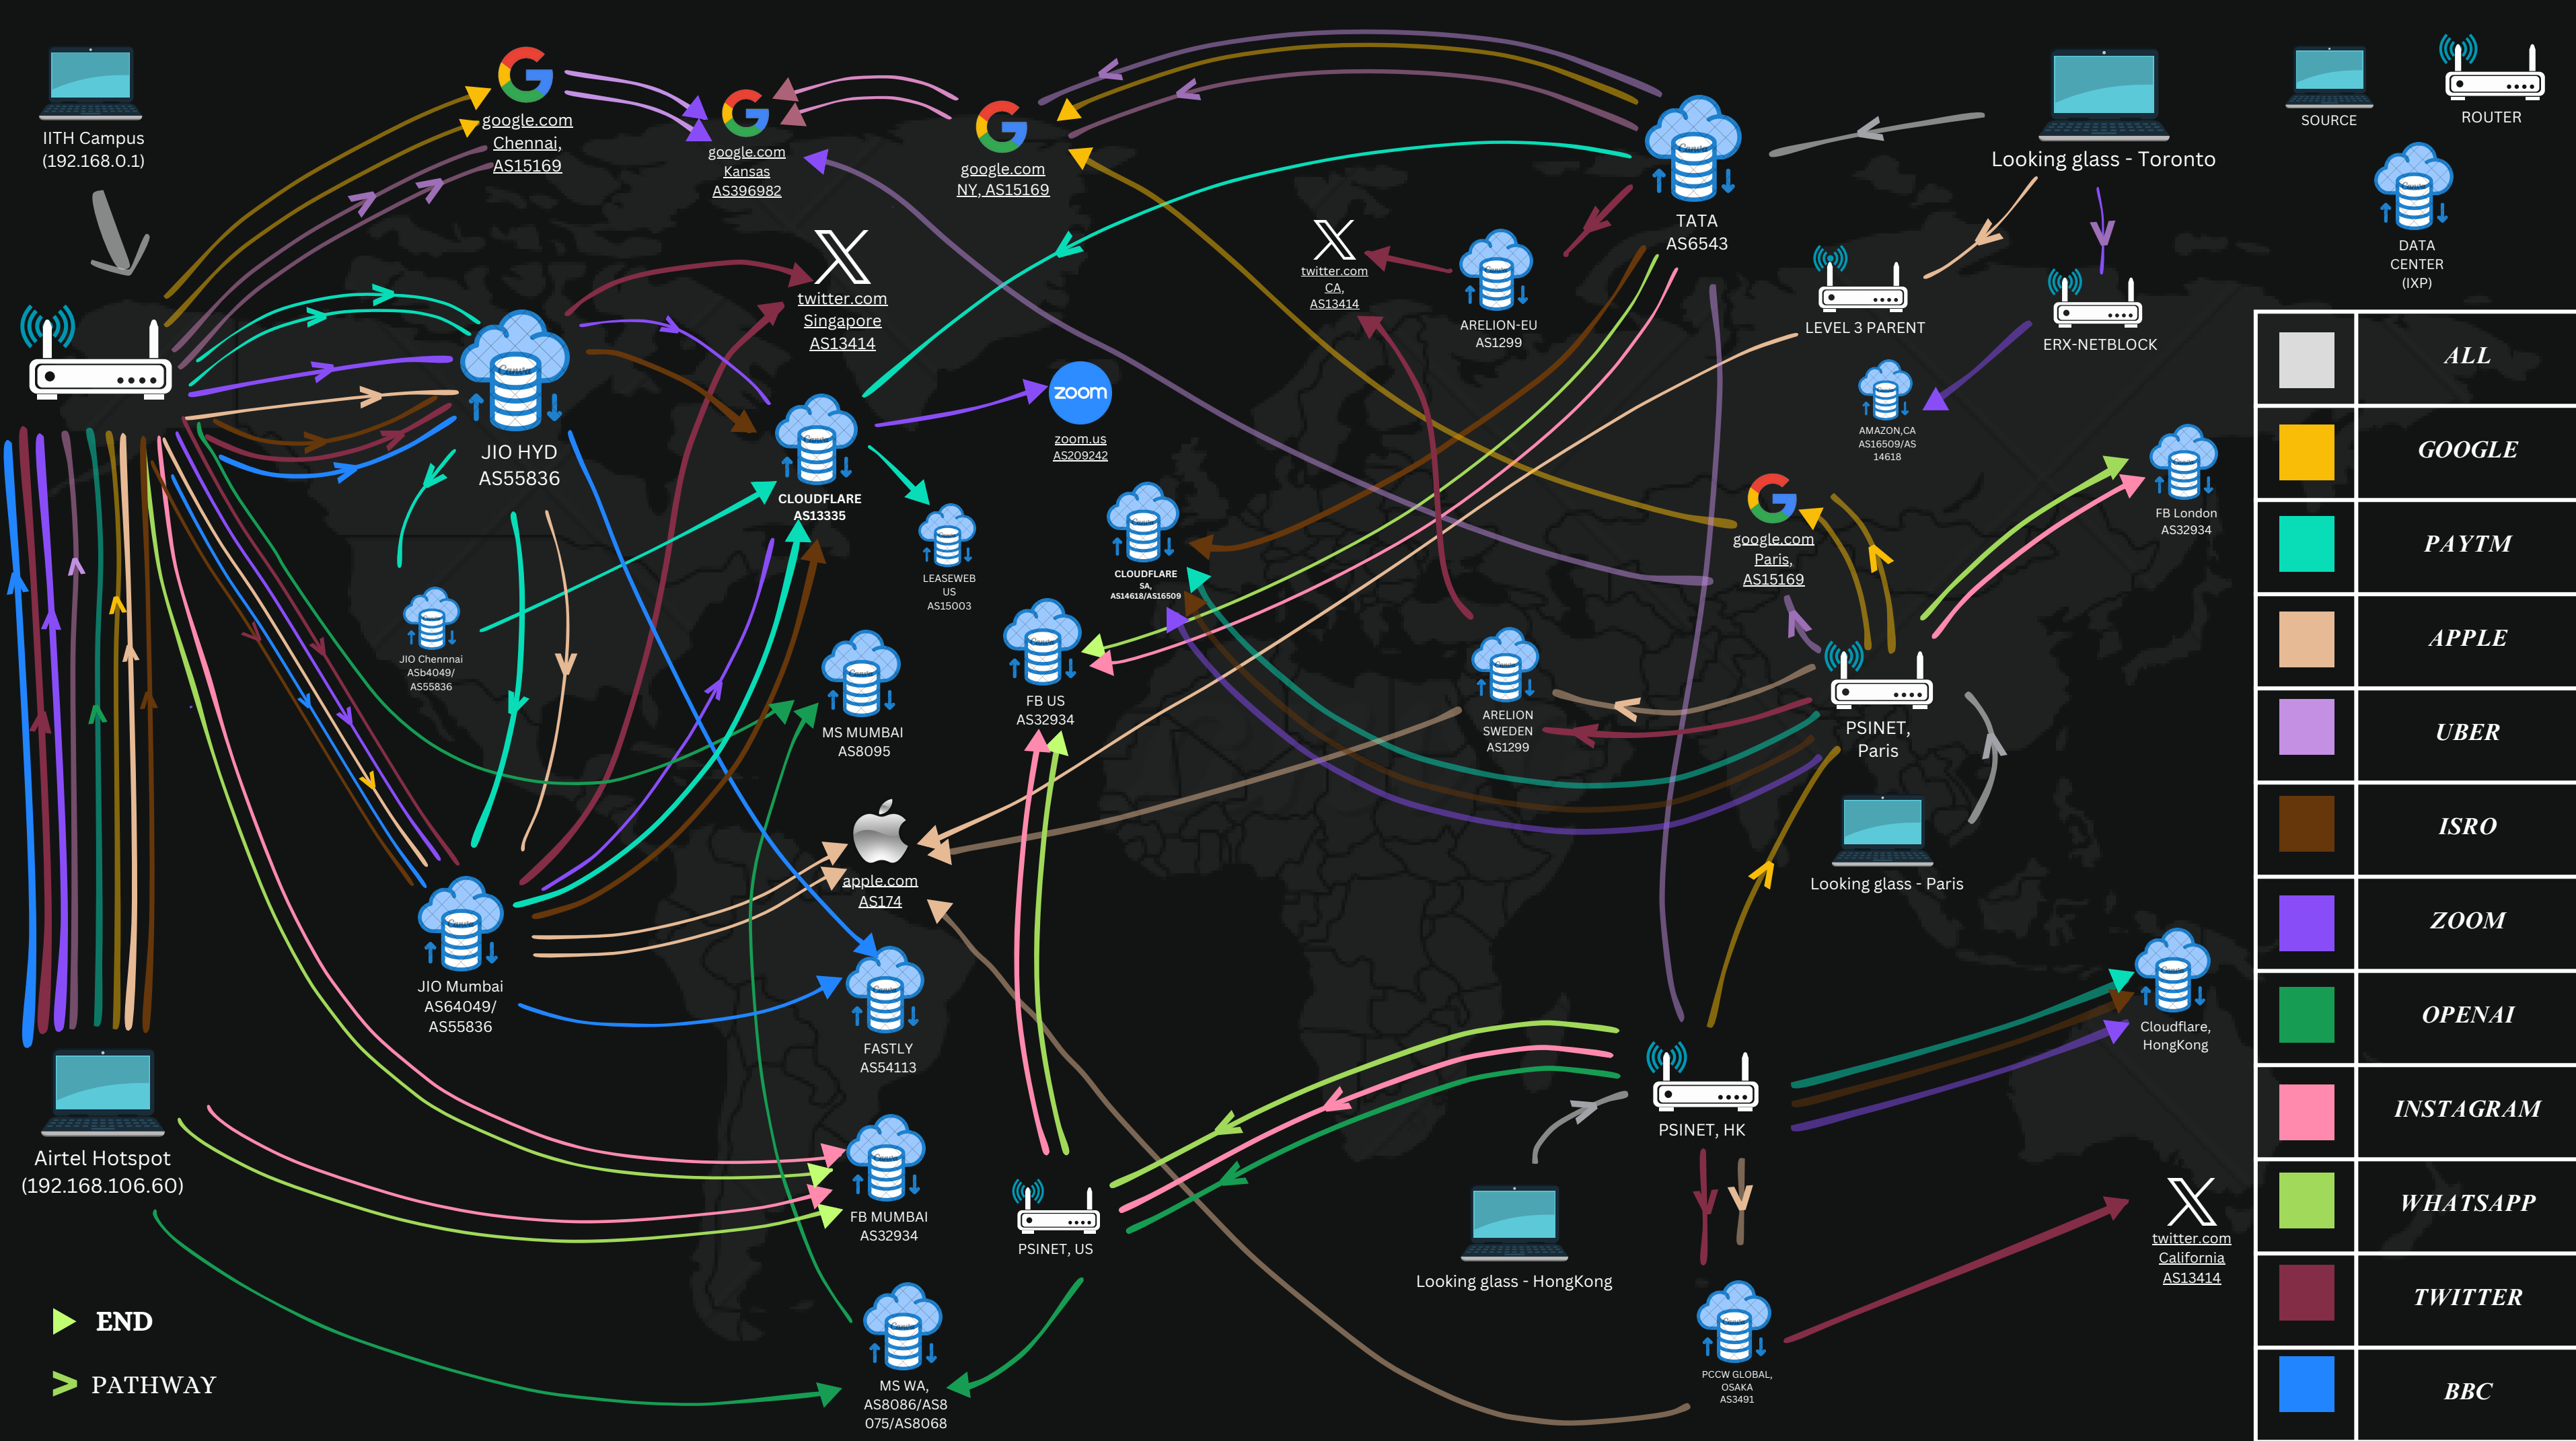 IITH Campus
(192.168.0.1)
google.com
Chennai,
AS15169
google.com
Kansas
AS396982
google.com
NY, AS15169
TATA
AS6543
Looking glass - Toronto
SOURCE
ROUTER
DATA
CENTER
(IXP)
twitter.com
Singapore
AS13414
twitter.com
CA,
AS13414
ARELION-EU
AS1299
LEVEL 3 PARENT
ERX-NETBLOCK
JIO HYD
AS55836
zoom
zoom.us
AS209242
AMAZON,CA
AS16509/AS
14618
CLOUDFLARE
AS13335
LEASEWEB
US
AS15003
CLOUDFLARE
SA,
AS14618/AS16509
google.com
Paris,
AS15169
FB London
AS32934
JIO Chennnai
ASb4049/
AS55836
MS MUMBAI
AS8095
FB US
AS32934
ARELION
SWEDEN
AS1299
PSINET,
Paris
Looking glass - Paris
apple.com
AS174
JIO Mumbai
AS64049/
AS55836
FASTLY
AS54113
Cloudflare,
HongKong
Airtel Hotspot
(192.168.106.60)
FB MUMBAI
AS32934
PSINET, US
PSINET, HK
Looking glass - HongKong
twitter.com
California
AS13414
MS WA,
AS8086/AS8
075/AS8068
PCCW GLOBAL,
OSAKA
AS3491
END
PATHWAY
ALL
GOOGLE
PAYTM
APPLE
UBER
ISRO
ZOOM
OPENAI
INSTAGRAM
WHATSAPP
TWITTER
BBC